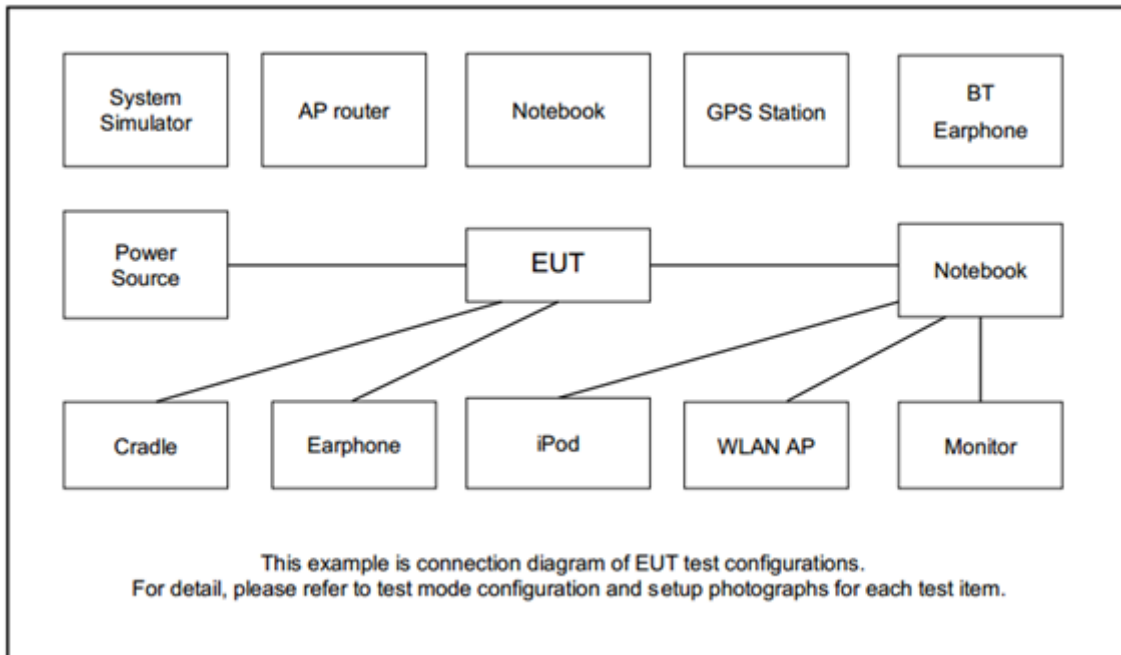 System
Simulator
AP router
Notebook
GPS Station
BT
Earphone
Power
Source
EUT
Notebook
Cradle
Earphone
iPod
WLAN AP
Monitor
This example is connection diagram of EUT test configurations.
For detail, please refer to test mode configuration and setup photographs for each test item.